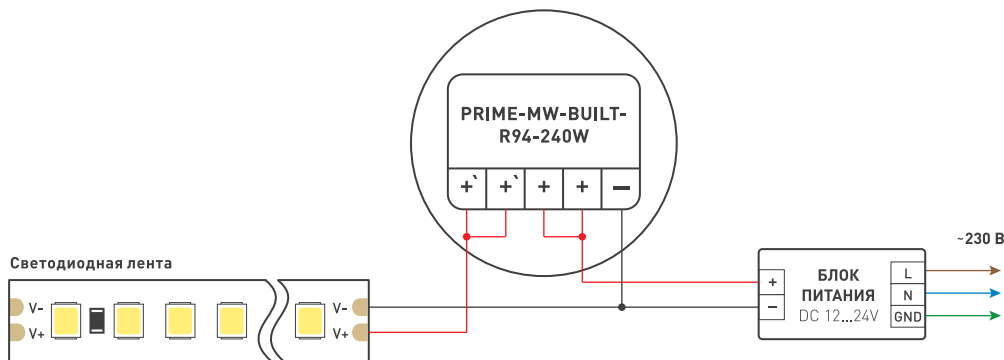 PRIME-MW-BUILT-
R94-240W
+` +` + + −
~230 В
Светодиодная лента
БЛОК
ПИТАНИЯ
DC 12...24V
+
−
L
N
GND
V-
V+
V-
V+